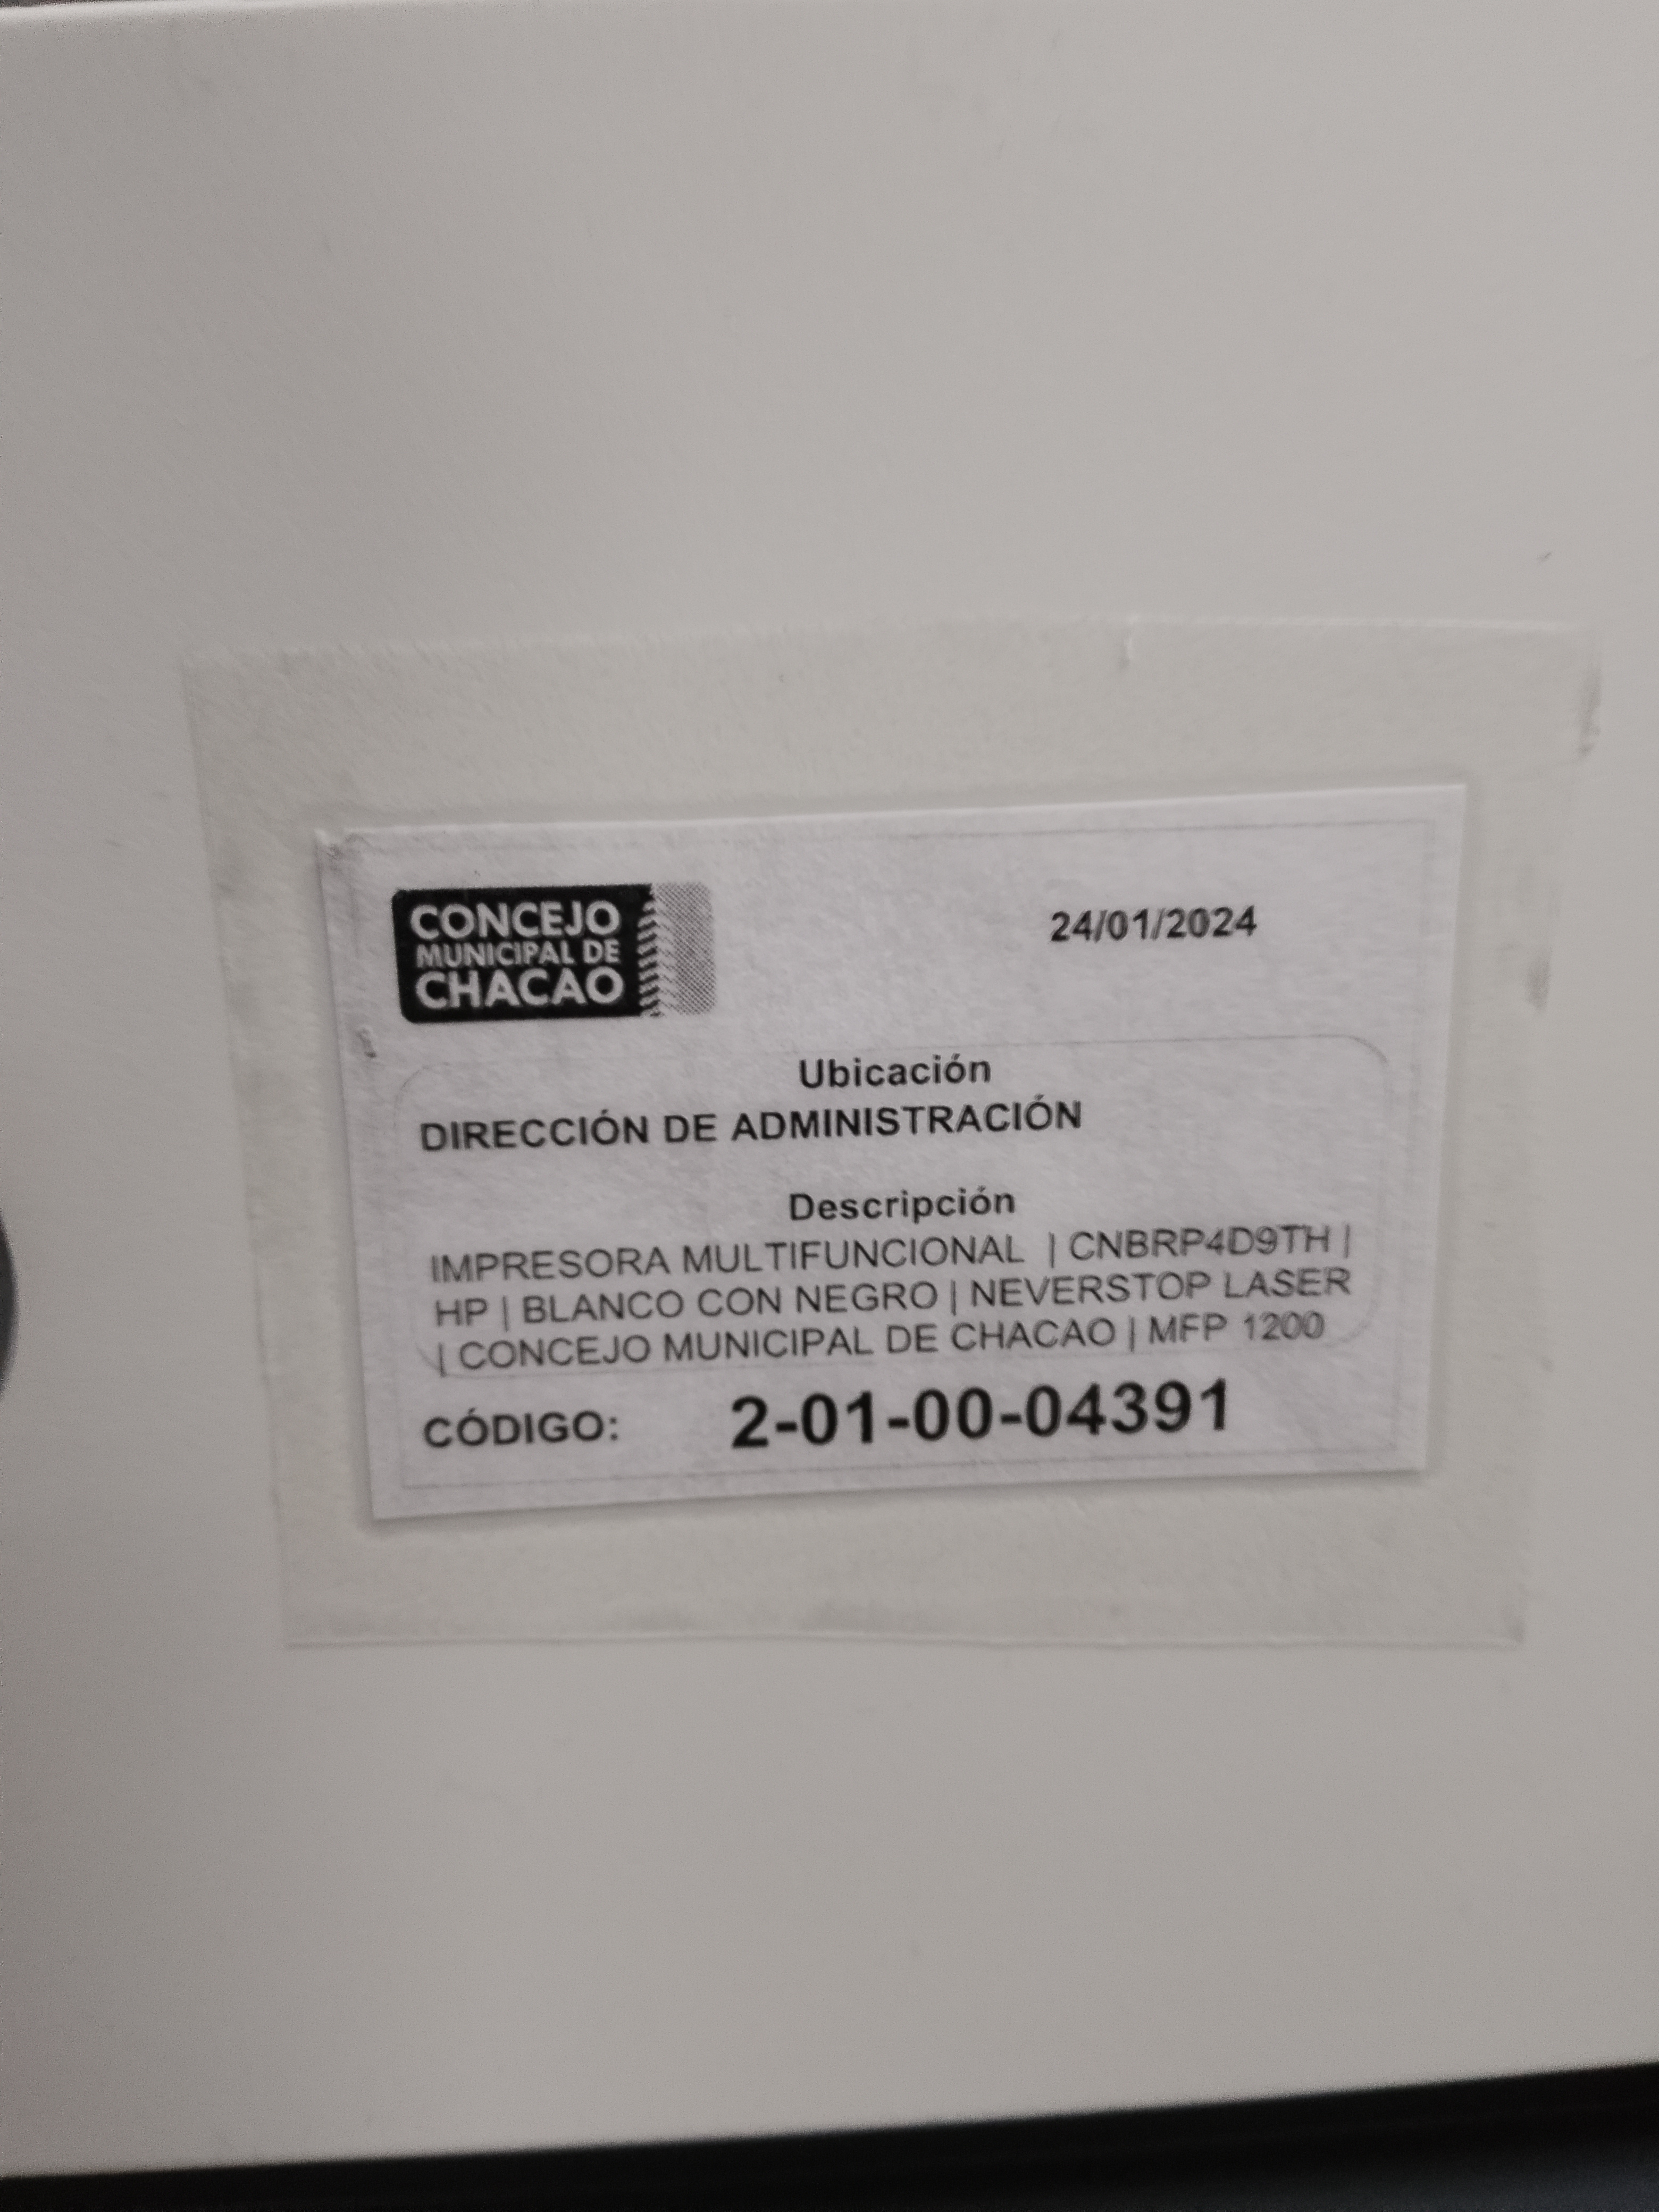 CONCEJO
MUNICIPAL DE
CHACAO
24/01/2024
Ubicación
DIRECCIÓN DE ADMINISTRACIÓN
Descripción
IMPRESORA MULTIFUNCIONAL | CNBRP4D9TH |
HP | BLANCO CON NEGRO | NEVERSTOP LASER
| CONCEJO MUNICIPAL DE CHACAO | MFP 1200
CÓDIGO: 2-01-00-04391